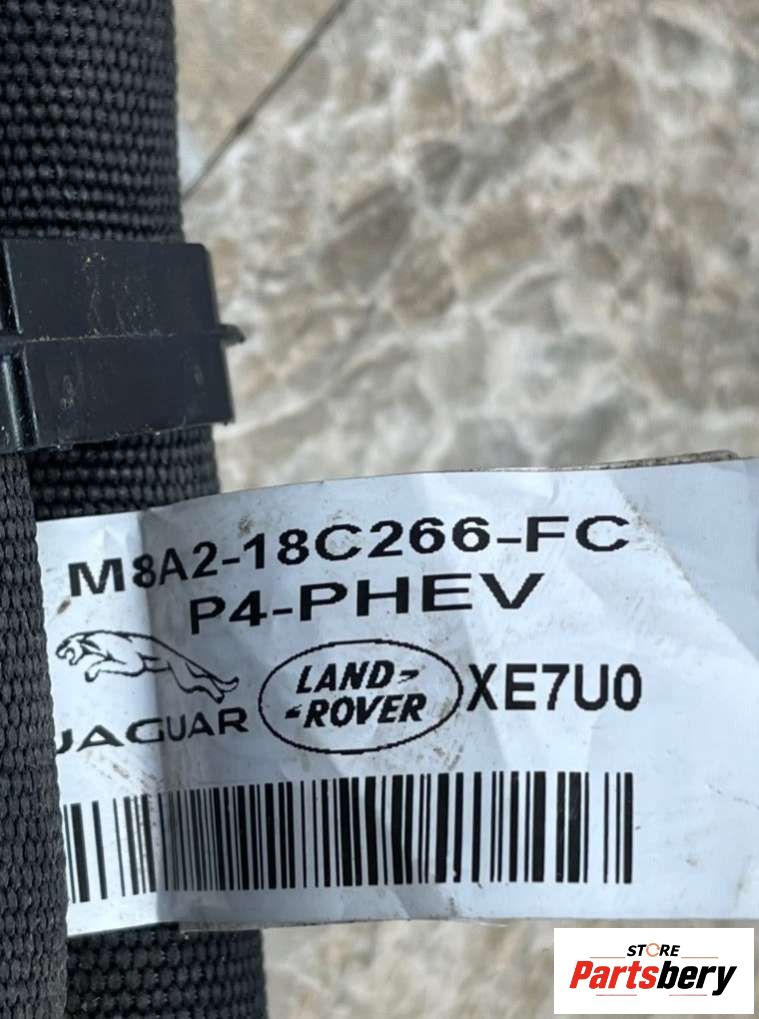 M8A2-18C266-FC
P4-PHEV
JAGUAR
LAND-
-ROVER
XE7U0
STORE
Partsbery